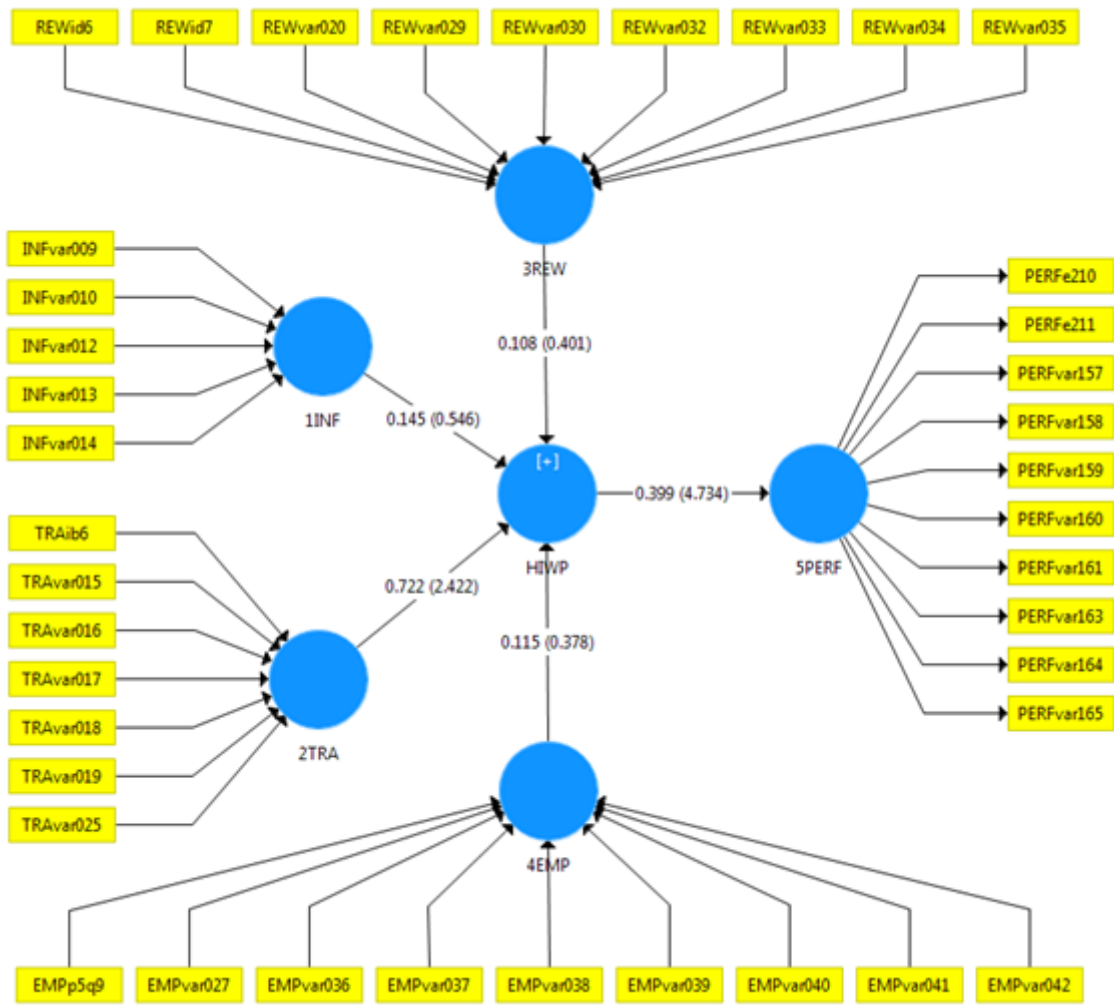 REWid6
REWid7
REWvar020
REWvar029
REWvar030
REWvar032
REWvar033
REWvar034
REWvar035
3REW
0.108 (0.401)
INFvar009
INFvar010
INFvar012
INFvar013
INFvar014
1INF
0.145 (0.546)
[+]
HIWP
0.399 (4.734)
5PERF
PERFe210
PERFe211
PERFvar157
PERFvar158
PERFvar159
PERFvar160
PERFvar161
PERFvar163
PERFvar164
PERFvar165
TRAib6
TRAvar015
TRAvar016
TRAvar017
TRAvar018
TRAvar019
TRAvar025
2TRA
0.722 (2.422)
0.115 (0.378)
4EMP
EMPp5q9
EMPvar027
EMPvar036
EMPvar037
EMPvar038
EMPvar039
EMPvar040
EMPvar041
EMPvar042